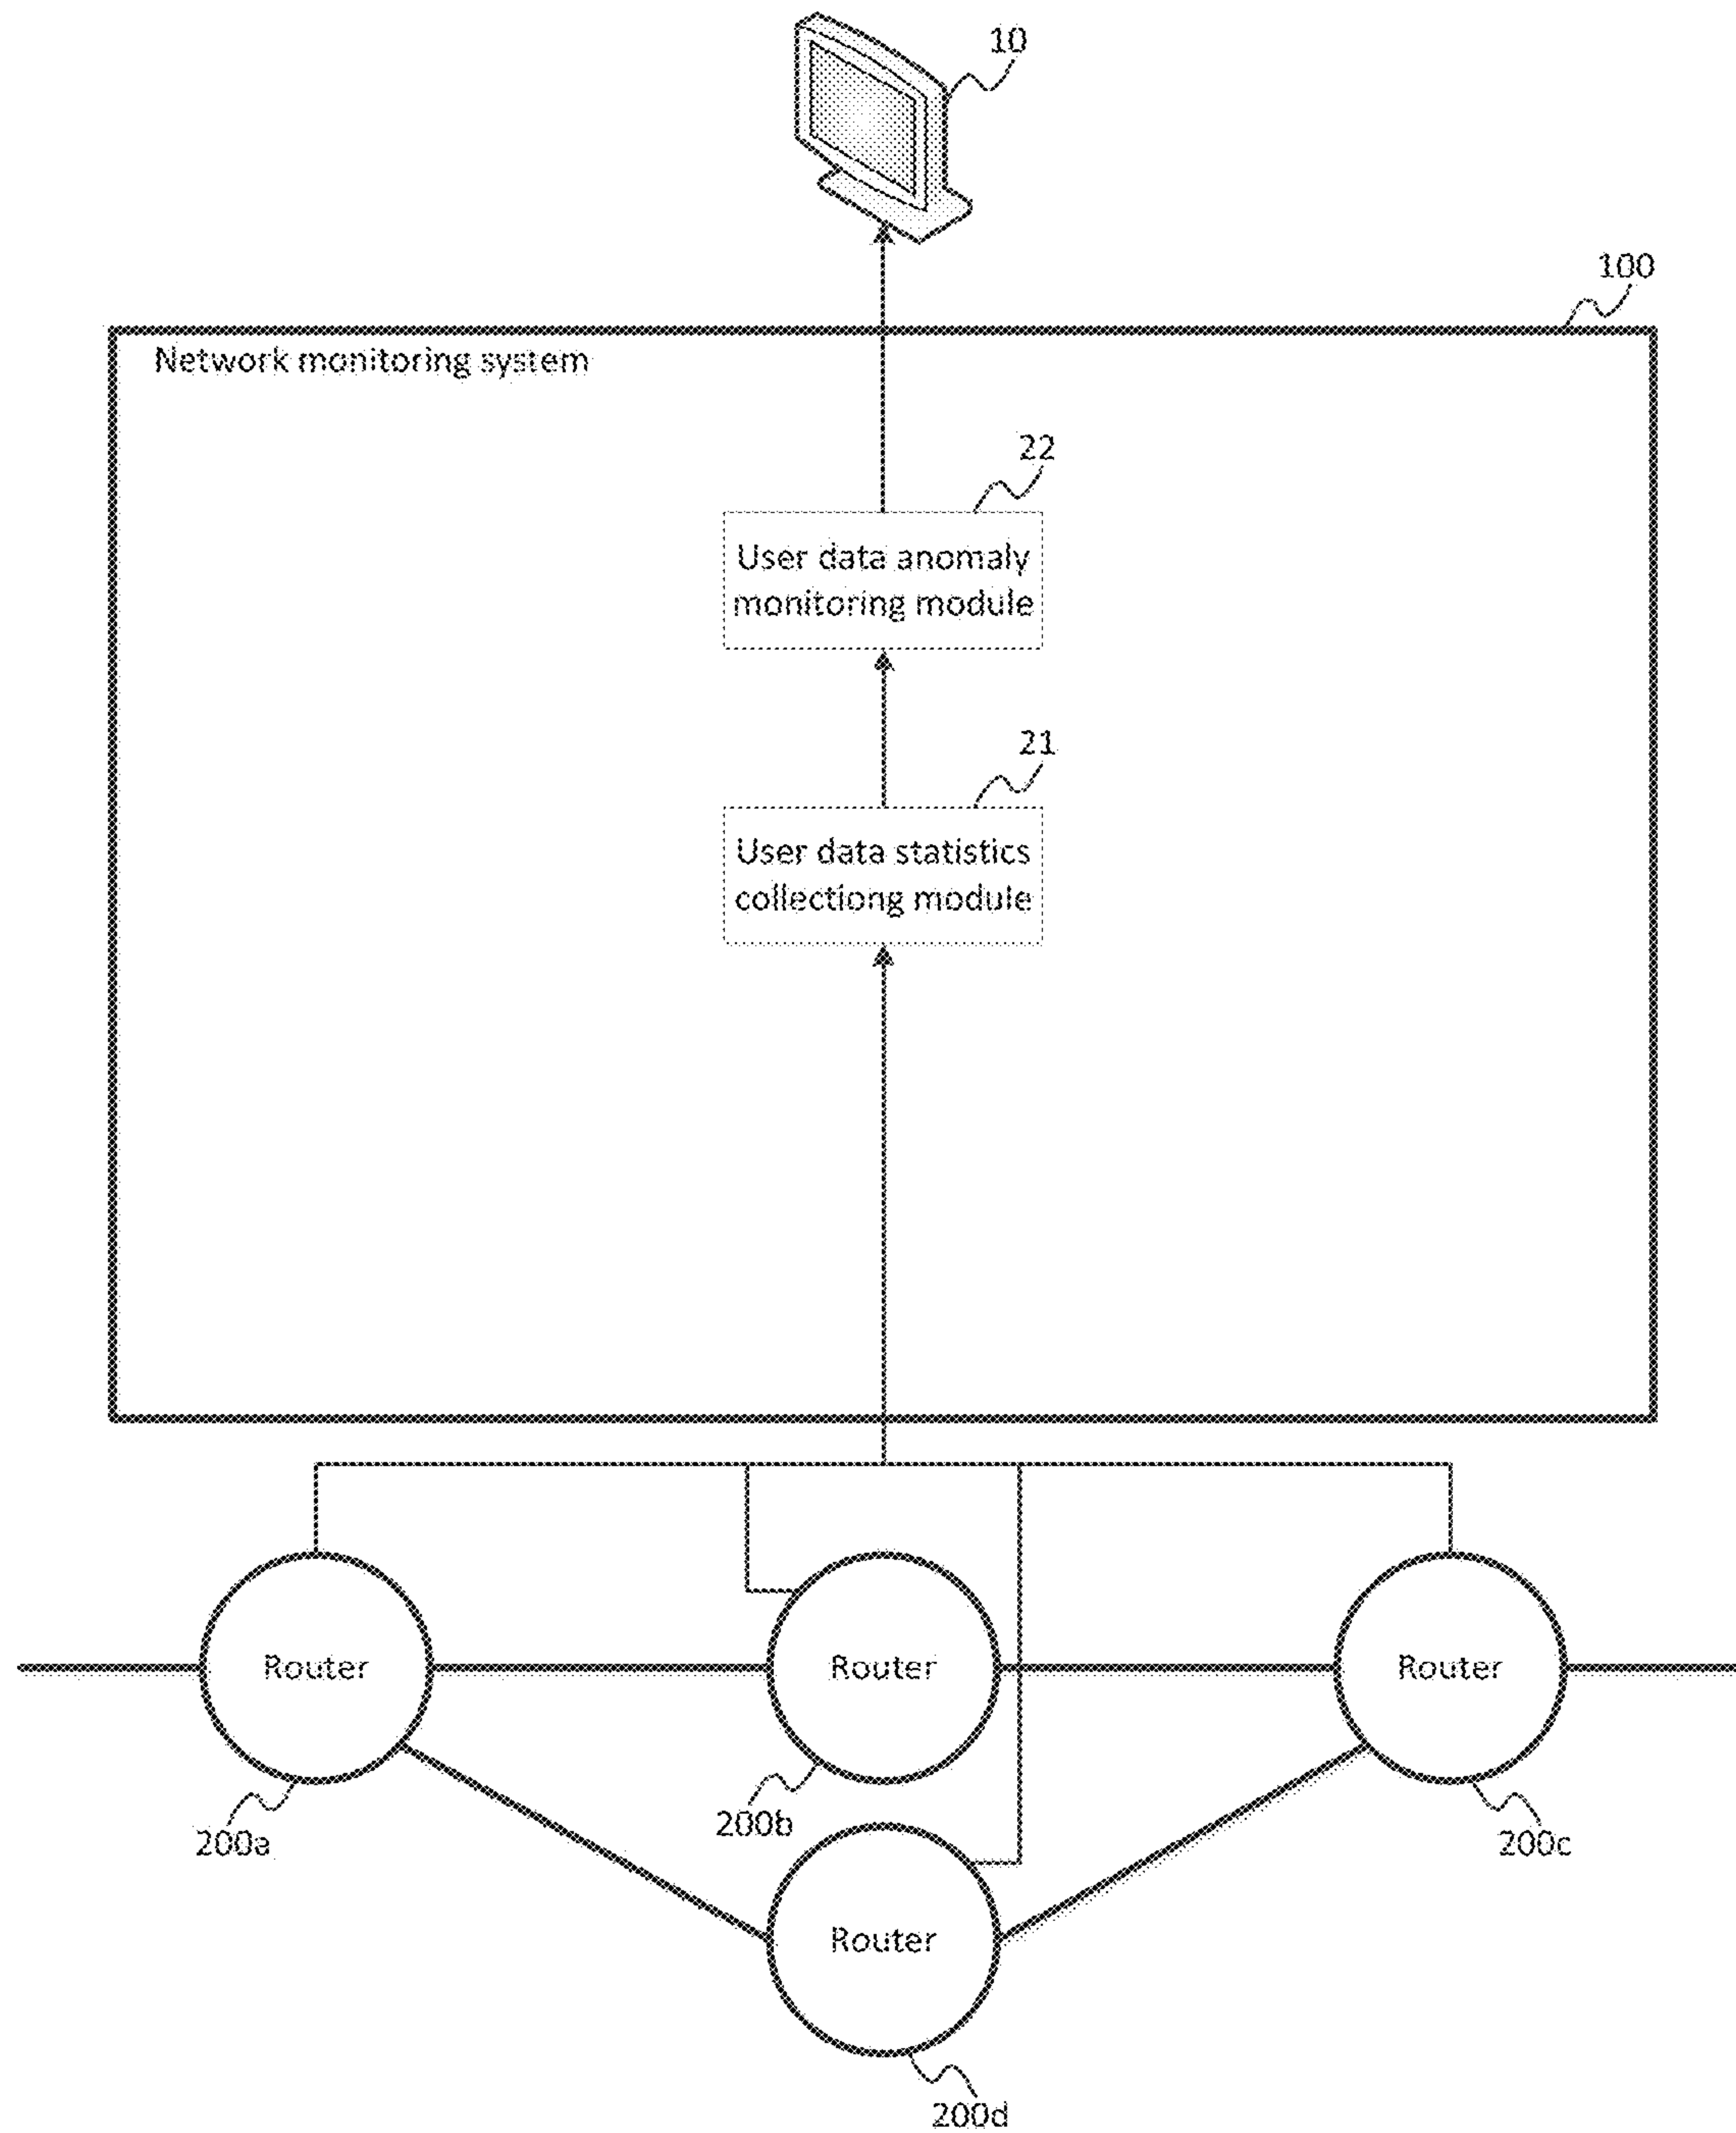 10
100
Network monitoring system
22
User data anomaly
monitoring module
21
User data statistics
collectiong module
Router
Router
Router
200a
200b
200c
Router
200d